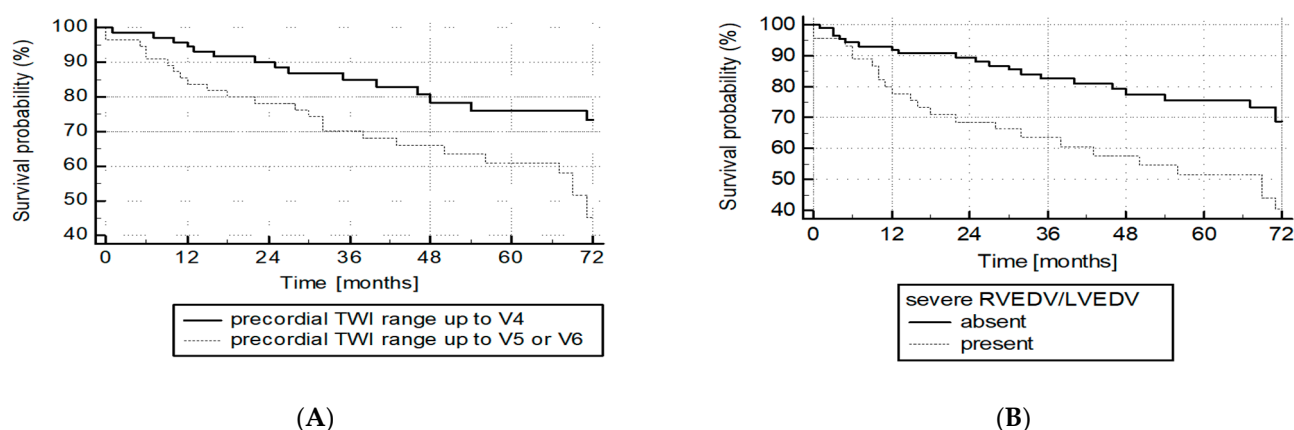 Survival probability (%)
100
90
80
70
60
50
40
0 12 24 36 48 60 72
Time [months]
precordial TWI range up to V4
precordial TWI range up to V5 or V6
(A)
Survival probability (%)
100
90
80
70
60
50
40
0 12 24 36 48 60 72
Time [months]
severe RVEDV/LVEDV
absent
present
(B)